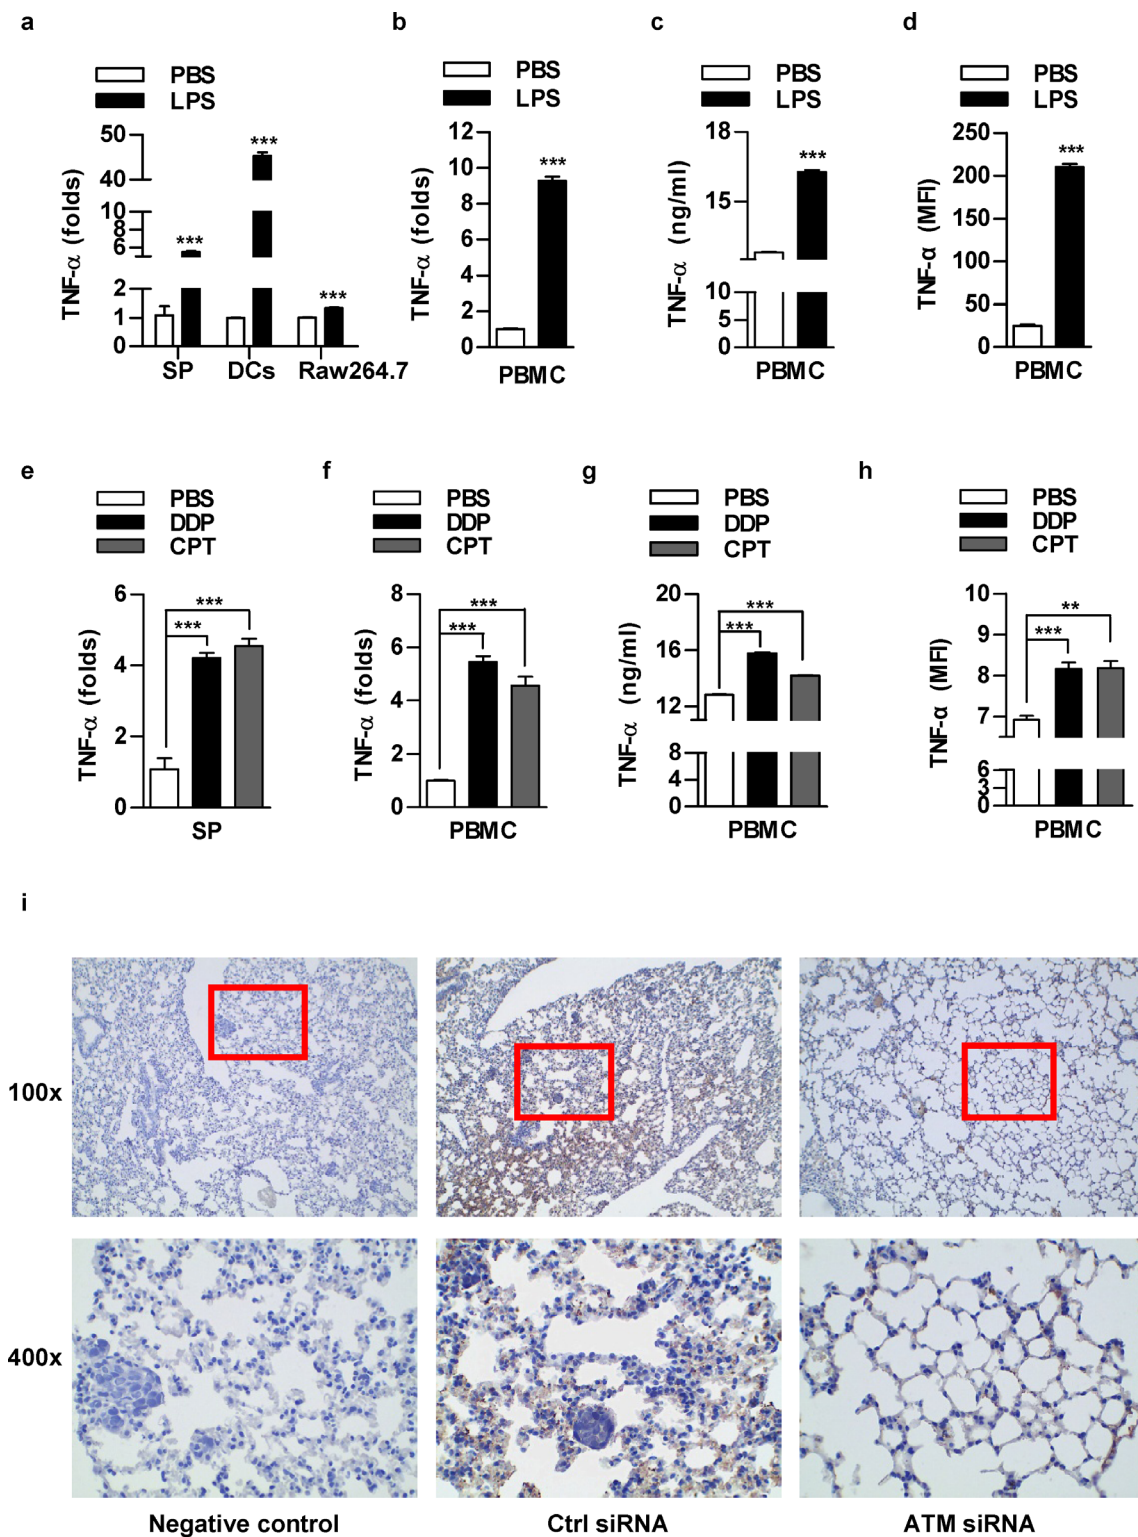 a
PBS
LPS
TNF-α (folds)
50
40
10
8
6
2
1
0
***
***
***
SP DCs Raw264.7
b
PBS
LPS
TNF-α (folds)
12
10
8
6
4
2
0
***
PBMC
c
PBS
LPS
TNF-α (ng/ml)
18
15
10
5
0
***
PBMC
d
PBS
LPS
TNF-α (MFI)
250
200
150
100
50
0
***
PBMC
e
PBS
DDP
CPT
TNF-α (folds)
6
4
2
0
***
***
SP
f
PBS
DDP
CPT
TNF-α (folds)
8
6
4
2
0
***
***
PBMC
g
PBS
DDP
CPT
TNF-α (ng/ml)
20
16
12
8
4
0
***
***
PBMC
h
PBS
DDP
CPT
TNF-α (MFI)
10
9
8
7
6
3
0
**
***
PBMC
i
100x
400x
Negative control Ctrl siRNA ATM siRNA